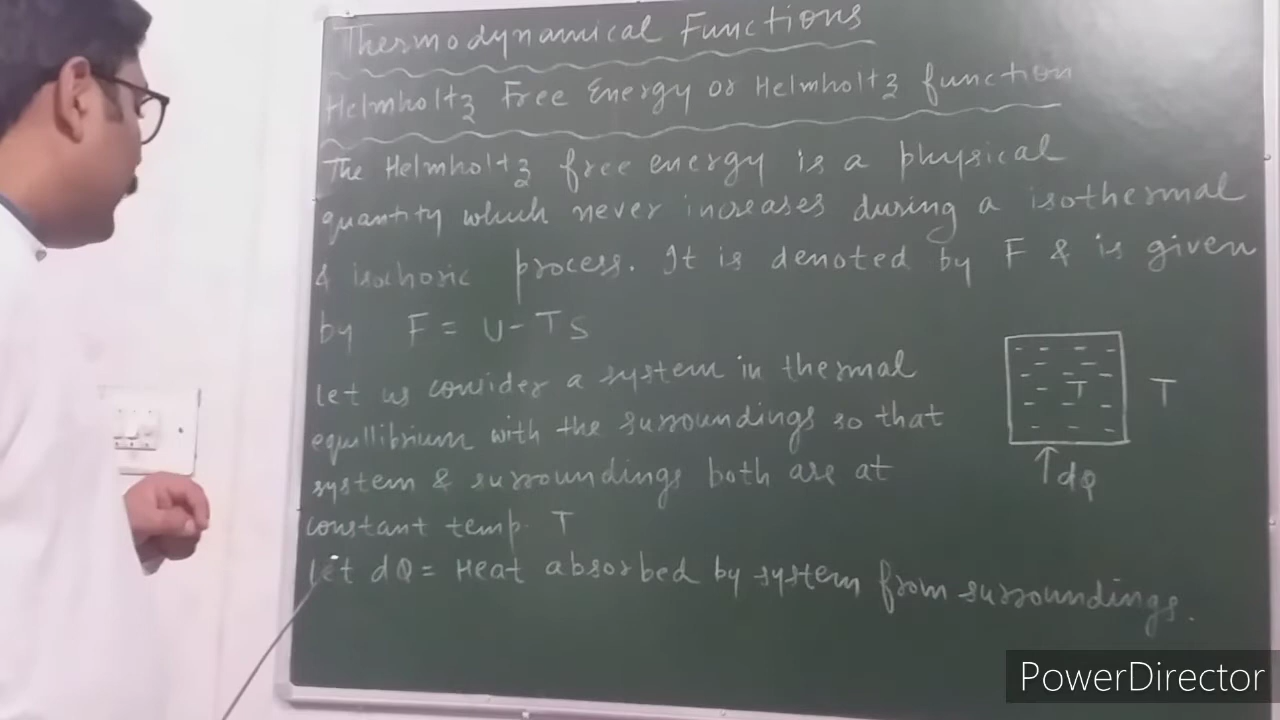 Thermodynamical Functions
Helmholtz Free Energy or Helmholtz function
The Helmholtz free energy is a physical
quantity which never increases during a isothermal
& isochoric process. It is denoted by F & is given
by F = U - TS
Let us consider a system in thermal
equillibrium with the surroundings so that
system & surroundings both are at
constant temp. T
T T
↑dQ
Let dQ = Heat absorbed by system from surroundings.
PowerDirector